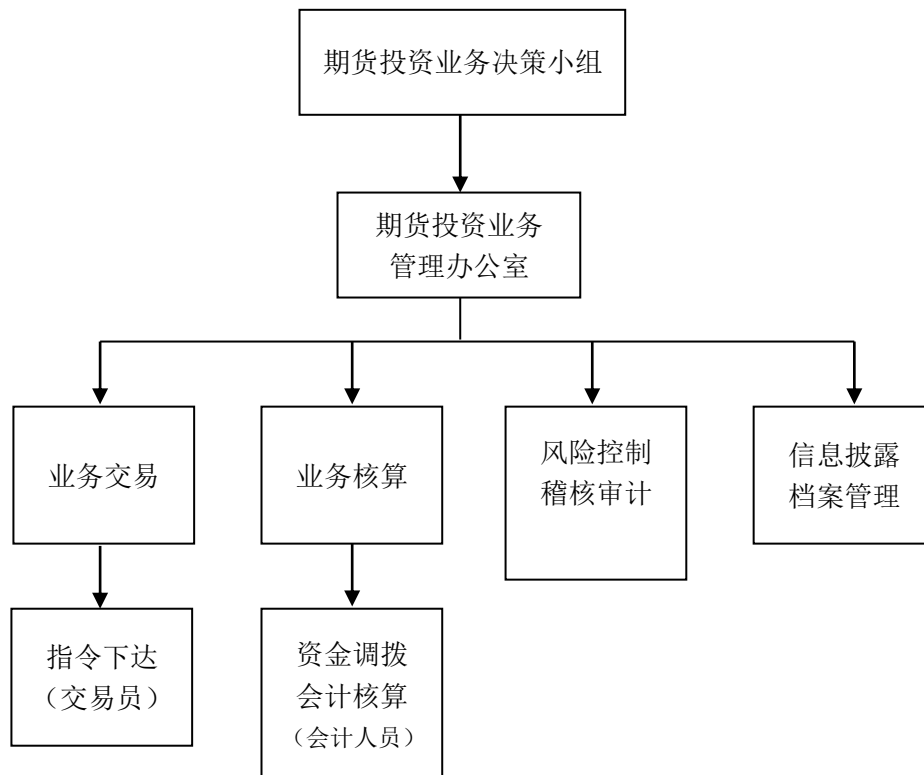 期货投资业务决策小组
期货投资业务
管理办公室
业务交易
业务核算
风险控制
稽核审计
信息披露
档案管理
指令下达
（交易员）
资金调拨
会计核算
（会计人员）